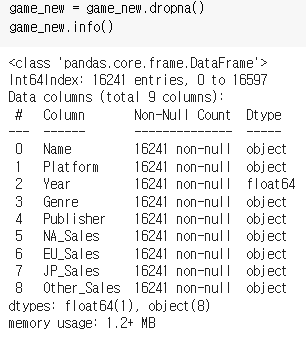 game_new = game_new.dropna()
game_new.info()
<class 'pandas.core.frame.DataFrame'>
Int64Index: 16241 entries, 0 to 16597
Data columns (total 9 columns):
 #   Column       Non-Null Count  Dtype
---  ------       --------------  -----
 0   Name         16241 non-null  object
 1   Platform     16241 non-null  object
 2   Year         16241 non-null  float64
 3   Genre        16241 non-null  object
 4   Publisher    16241 non-null  object
 5   NA_Sales     16241 non-null  object
 6   EU_Sales     16241 non-null  object
 7   JP_Sales     16241 non-null  object
 8   Other_Sales  16241 non-null  object
dtypes: float64(1), object(8)
memory usage: 1.2+ MB